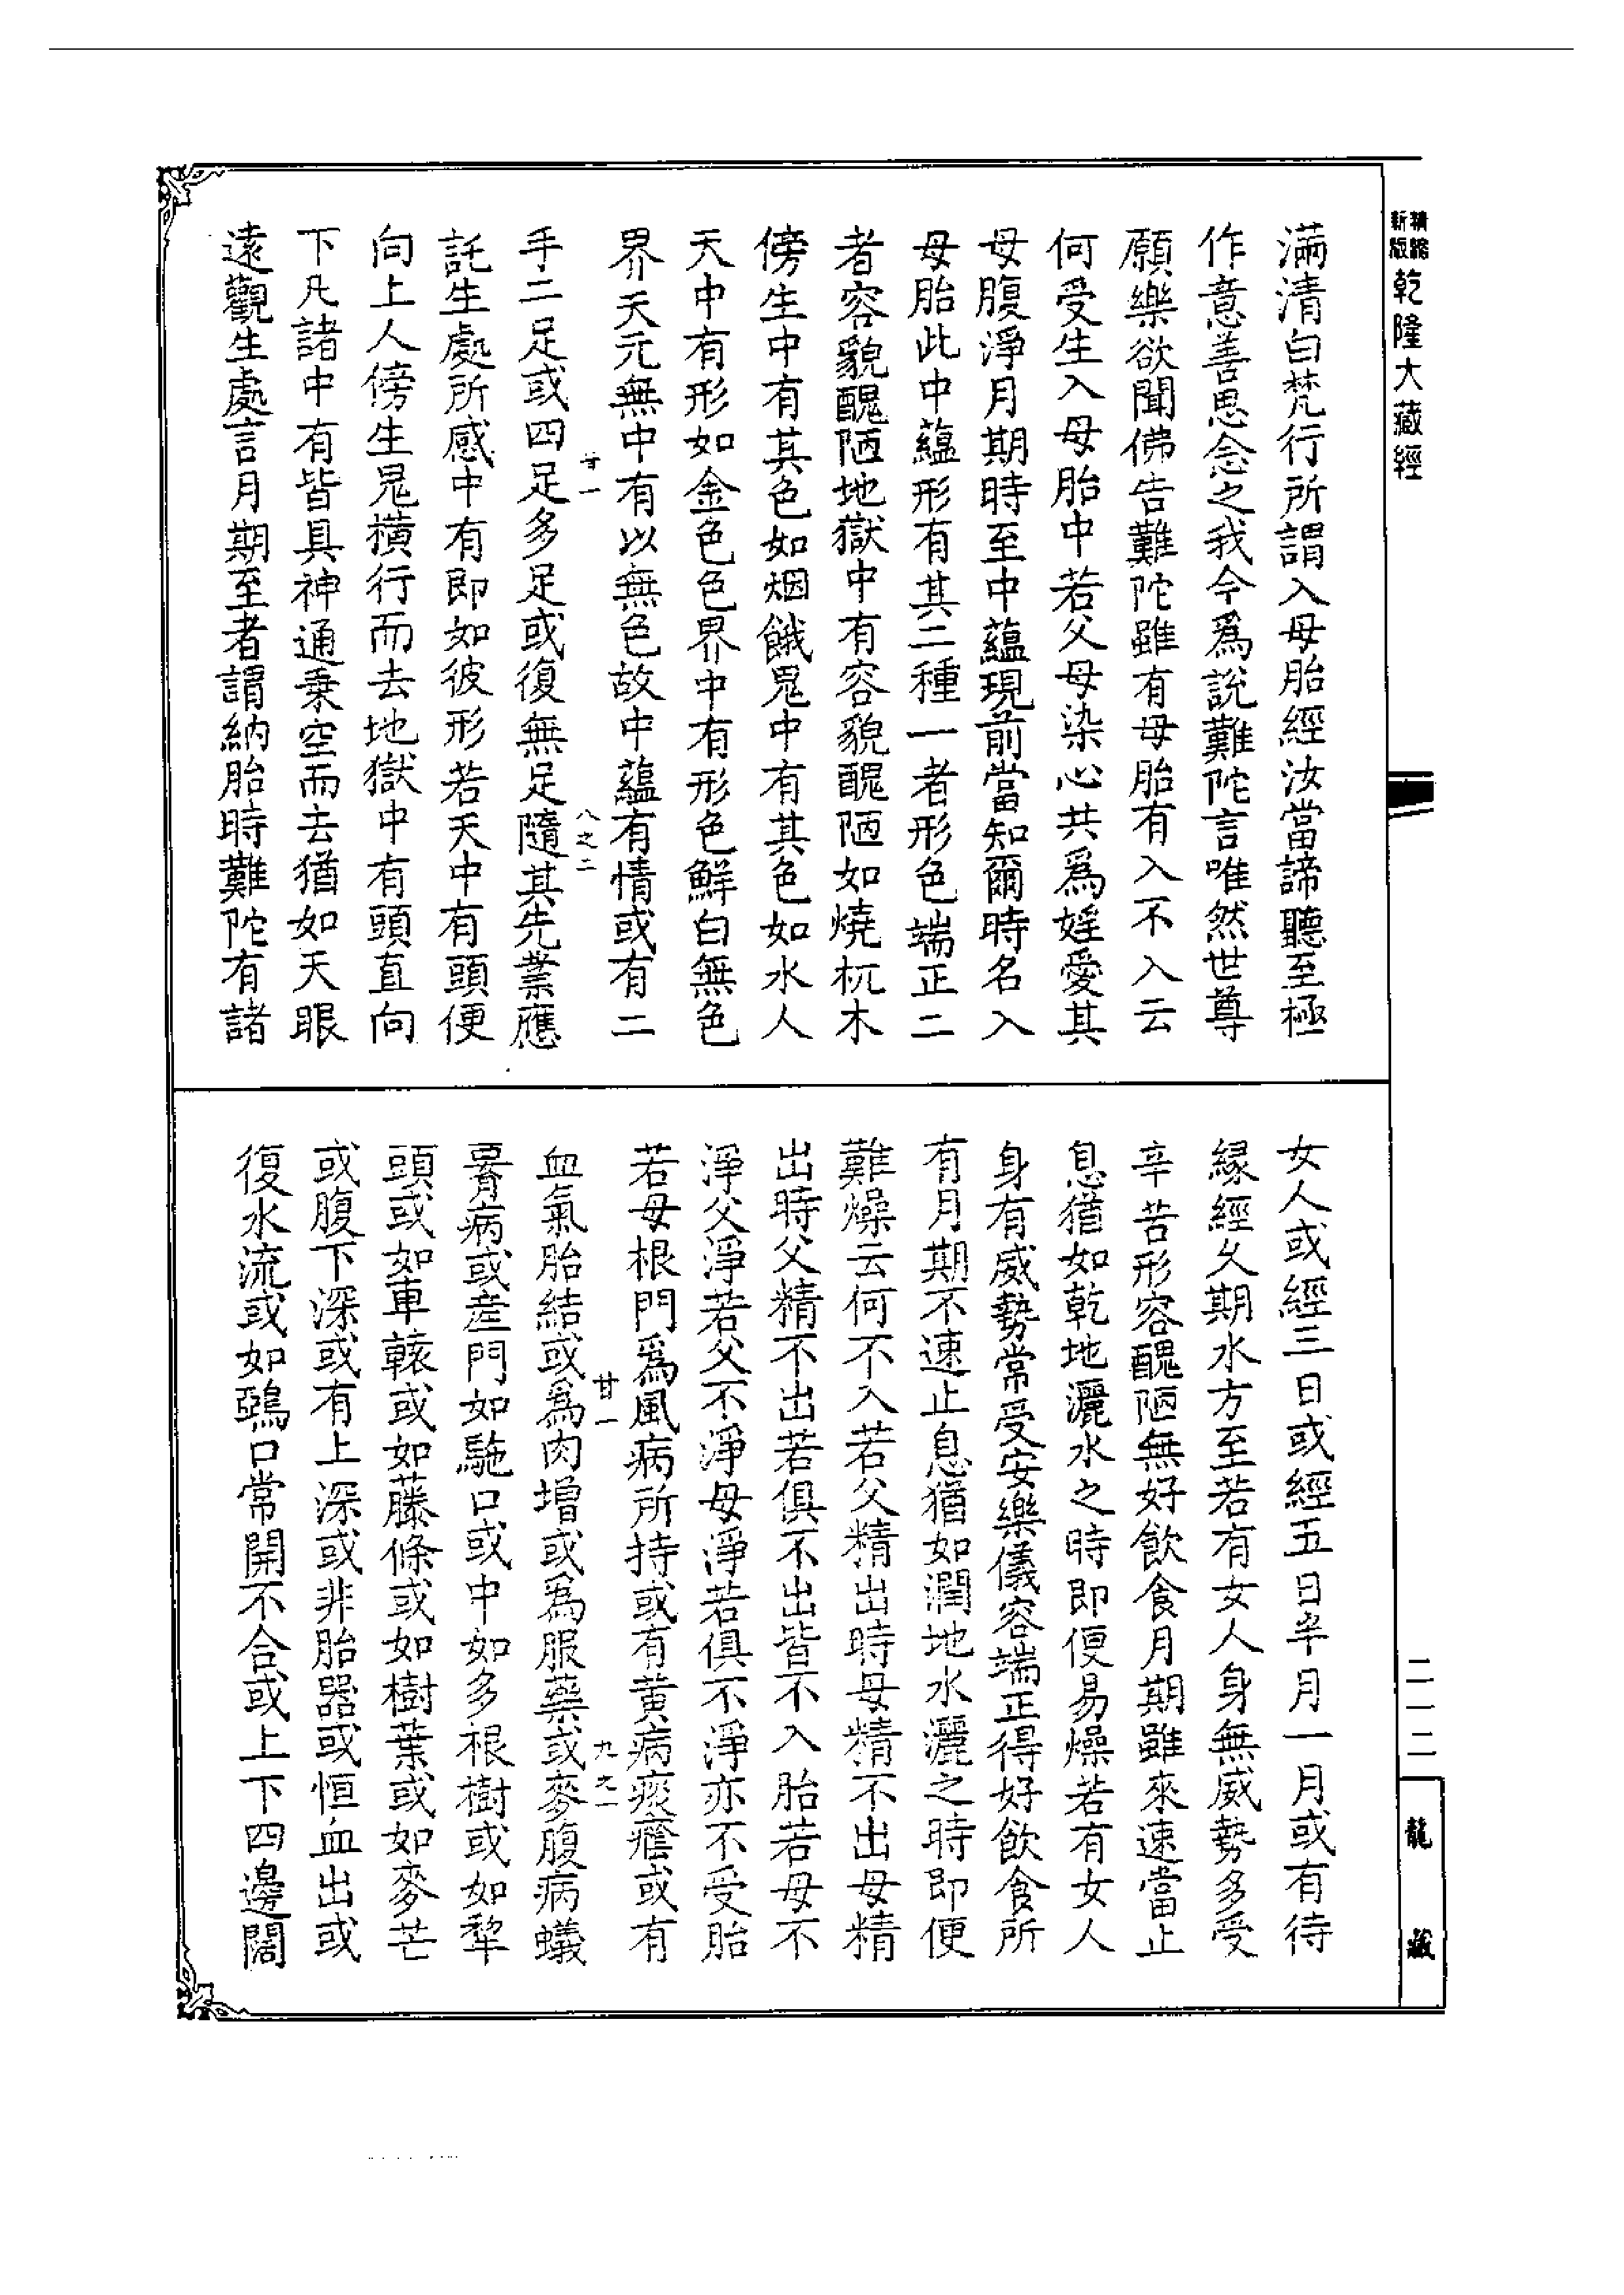 精縮
新版
乾隆大藏經
滿清白梵行所謂入母胎經汝當諦聽至極
作意善思念之我今爲說難陀言唯然世尊
願樂欲聞佛告難陀雖有母胎有入不入云
何受生入母胎中若父母染心共爲婬愛其
母腹淨月期時至中蘊現前當知爾時名入
母胎此中蘊形有其二種一者形色端正二
者容貌醜陋地獄中有容貌醜陋如燒杌木
傍生中有其色如烟餓鬼中有其色如水人
天中有形如金色色界中有形色鮮白無色
界天元無中有以無色故中蘊有情或有二
廿一
八之二
手二足或四足多足或復無足隨其先業應
託生處所感中有即如彼形若天中有頭便
向上人傍生鬼橫行而去地獄中有頭直向
下凡諸中有皆具神通乗空而去猶如天眼
遠觀生處言月期至者謂納胎時難陀有諸
女人或經三日或經五日半月一月或有待
緣經久期水方至若有女人身無威勢多受
辛苦形容醜陋無好飲食月期雖來速當止
息猶如乾地灑水之時即便易燥若有女人
身有威勢常受安樂儀容端正得好飲食所
有月期不速止息猶如潤地水灑之時即便
難燥云何不入若父精出時母精不出母精
出時父精不出若俱不出皆不入胎若母不
淨父淨若父不淨母淨若俱不淨亦不受胎
若母根門爲風病所持或有黃病痰癊或有
廿一
九之一
血氣胎結或爲肉增或爲服藥或麥腹病蟻
䏶病或產門如駞口或中如多根樹或如犂
頭或如車轅或如藤條或如樹葉或如麥芒
或腹下深或有上深或非胎器或恒血出或
復水流或如鵶口常開不合或上下四邊闊
二一二
龍
藏